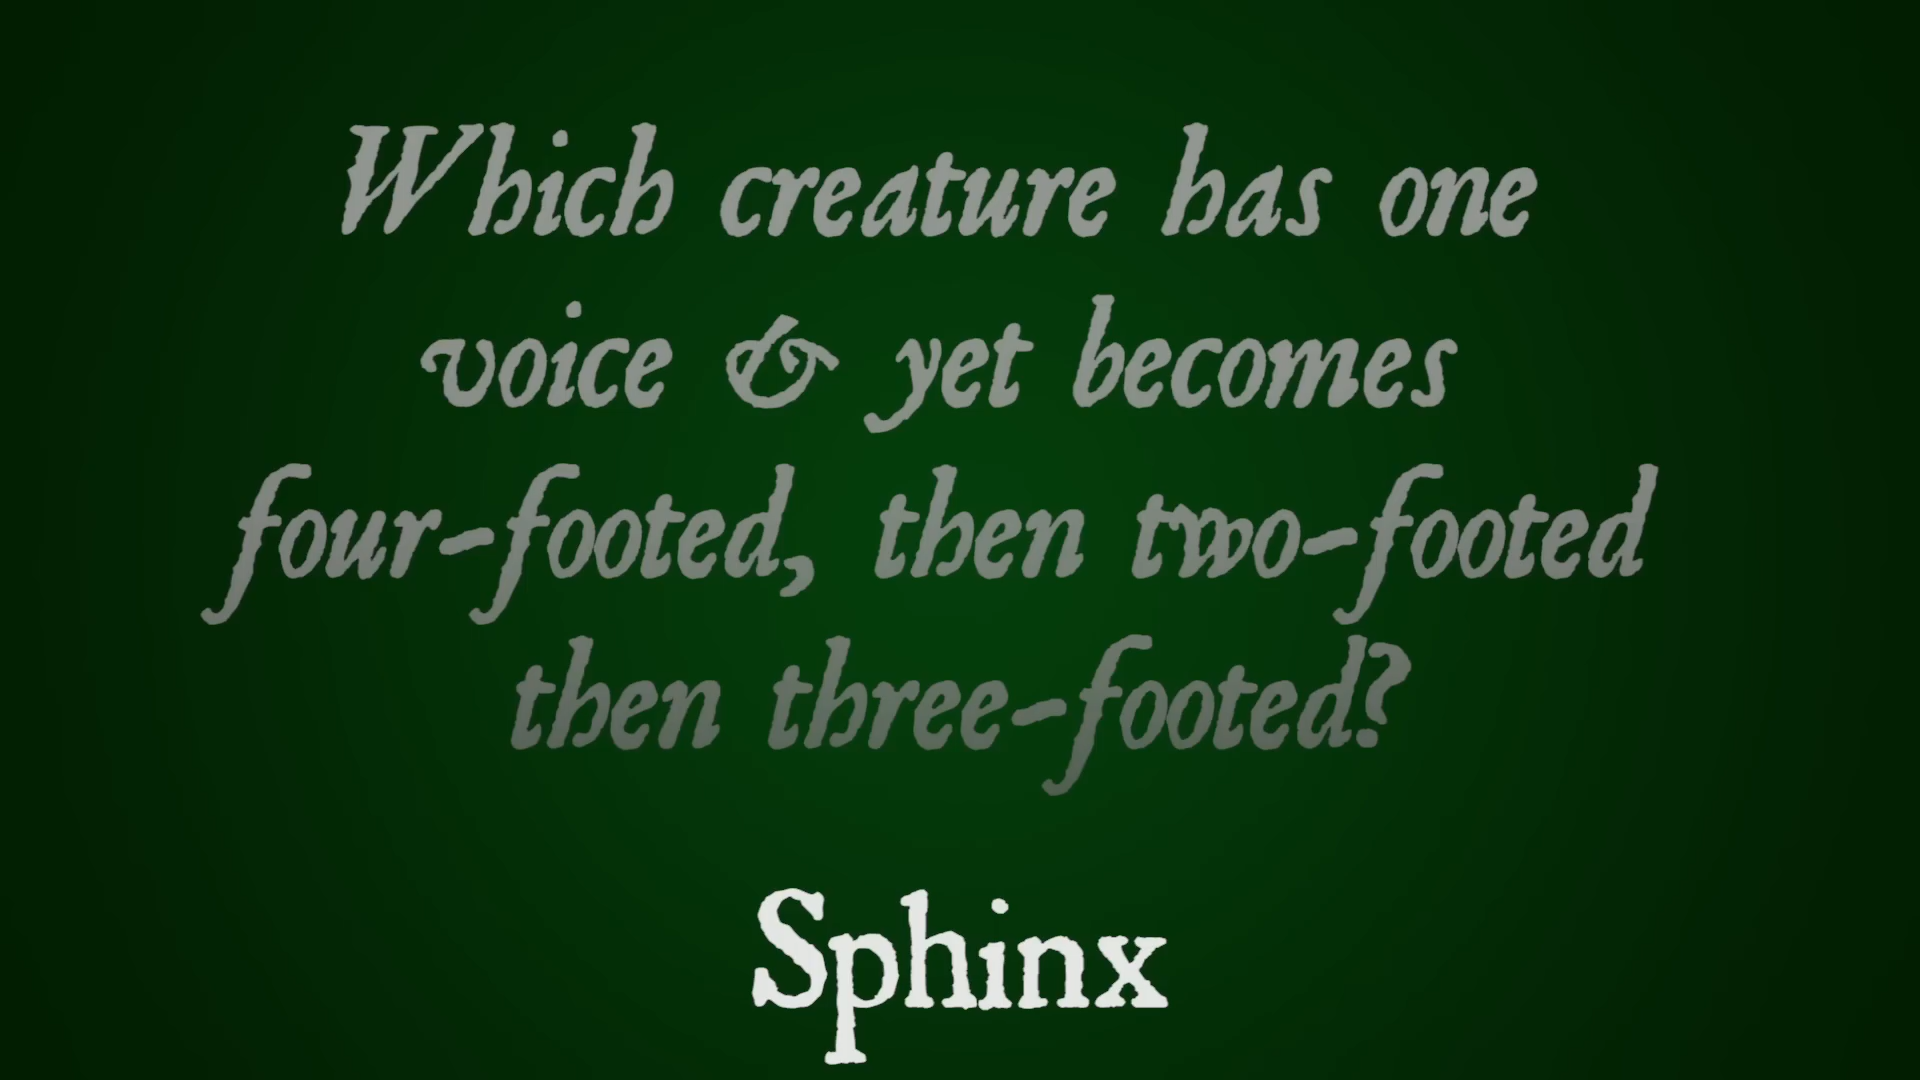 Which creature has one
voice & yet becomes
four-footed, then two-footed
then three-footed?
Sphinx